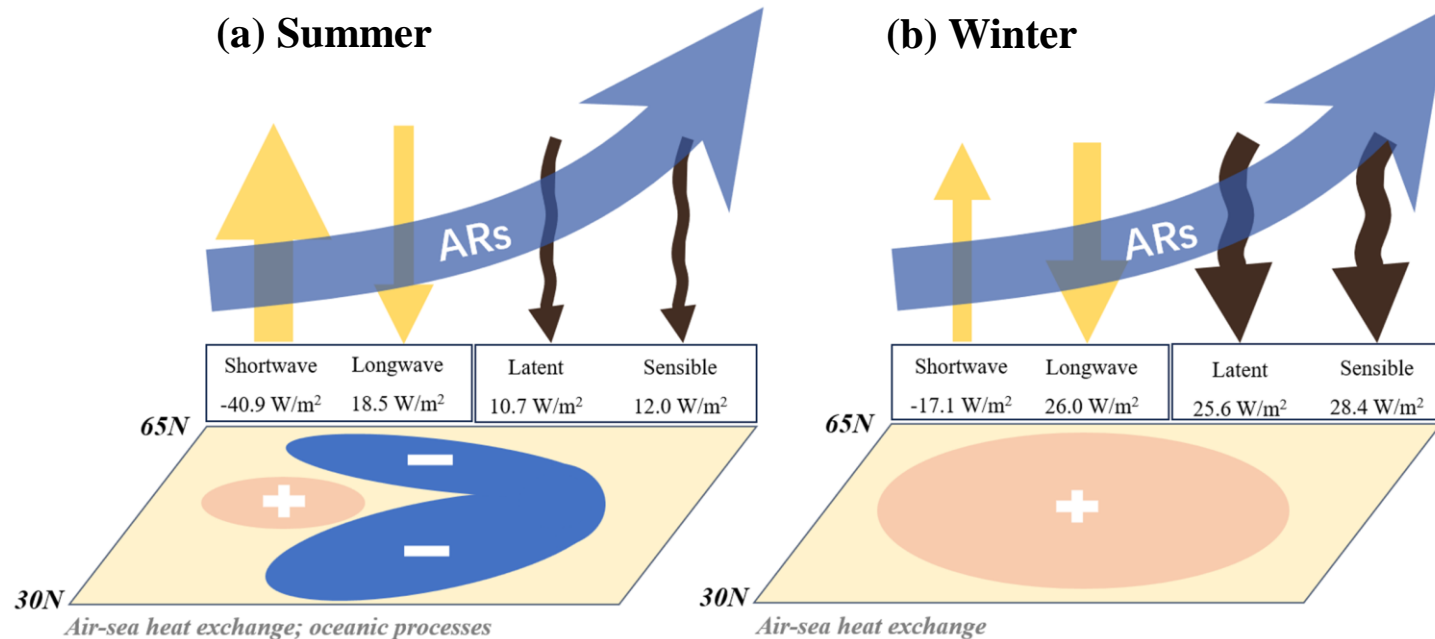 (a) Summer
ARs
Shortwave Longwave Latent Sensible
-40.9 W/m² 18.5 W/m² 10.7 W/m² 12.0 W/m²
65N
30N
Air-sea heat exchange; oceanic processes
(b) Winter
ARs
Shortwave Longwave Latent Sensible
-17.1 W/m² 26.0 W/m² 25.6 W/m² 28.4 W/m²
65N
30N
Air-sea heat exchange